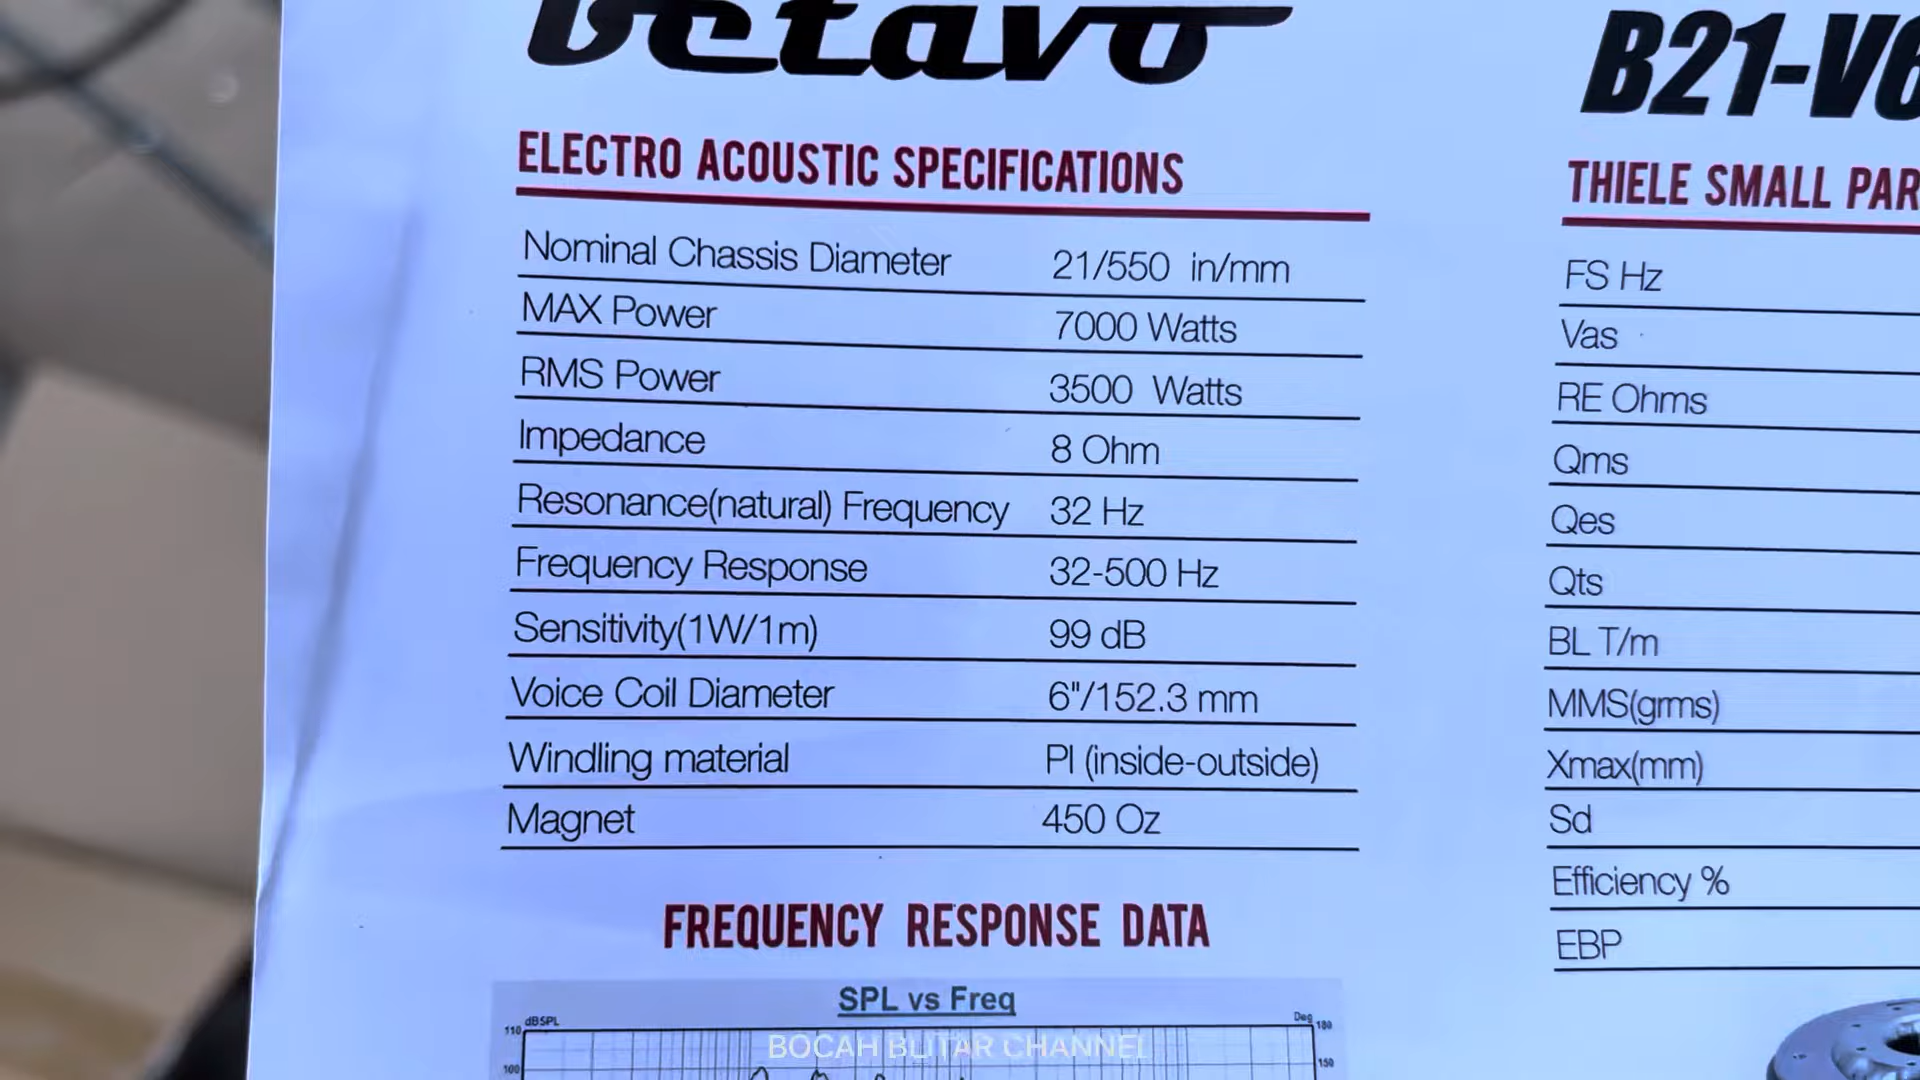 Betavo
ELECTRO ACOUSTIC SPECIFICATIONS
Nominal Chassis Diameter 21/550 in/mm
MAX Power 7000 Watts
RMS Power 3500 Watts
Impedance 8 Ohm
Resonance(natural) Frequency 32 Hz
Frequency Response 32-500 Hz
Sensitivity(1W/1m) 99 dB
Voice Coil Diameter 6"/152.3 mm
Windling material PI (inside-outside)
Magnet 450 Oz
FREQUENCY RESPONSE DATA
SPL vs Freq
dBSPL
Deg
110
180
150
100
BOCAH BLITAR CHANNEL
B21-V6
THIELE SMALL PAR
FS Hz
Vas
RE Ohms
Qms
Qes
Qts
BL T/m
MMS(grms)
Xmax(mm)
Sd
Efficiency %
EBP